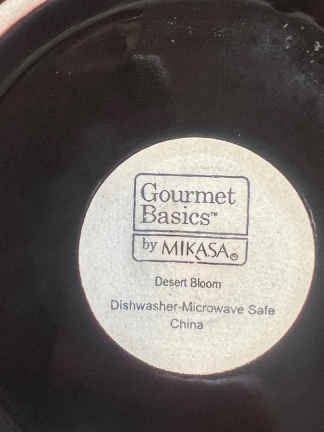 Gourmet
Basics™
by MIKASA®
Desert Bloom
Dishwasher-Microwave Safe
China